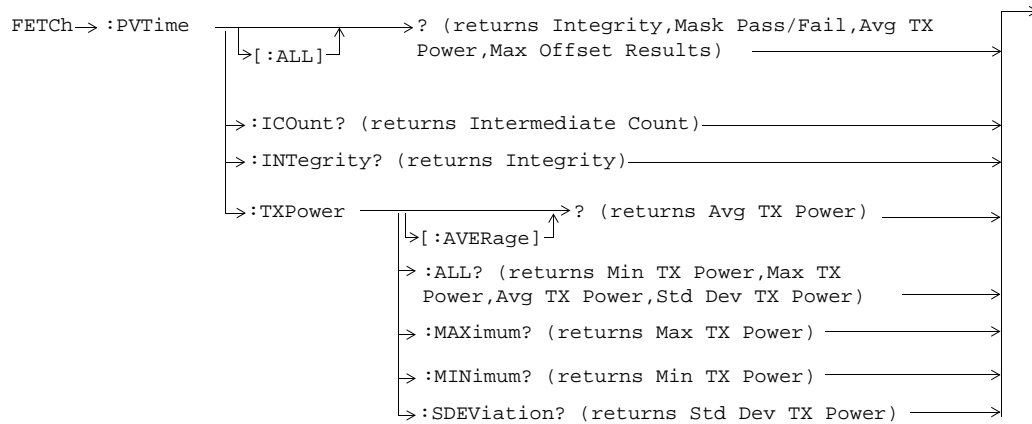 FETCh :PVTime ? (returns Integrity,Mask Pass/Fail,Avg TX
[:ALL] Power,Max Offset Results)
:ICOunt? (returns Intermediate Count)
:INTegrity? (returns Integrity)
:TXPower ? (returns Avg TX Power)
[:AVERage]
:ALL? (returns Min TX Power,Max TX
Power,Avg TX Power,Std Dev TX Power)
:MAXimum? (returns Max TX Power)
:MINimum? (returns Min TX Power)
:SDEViation? (returns Std Dev TX Power)